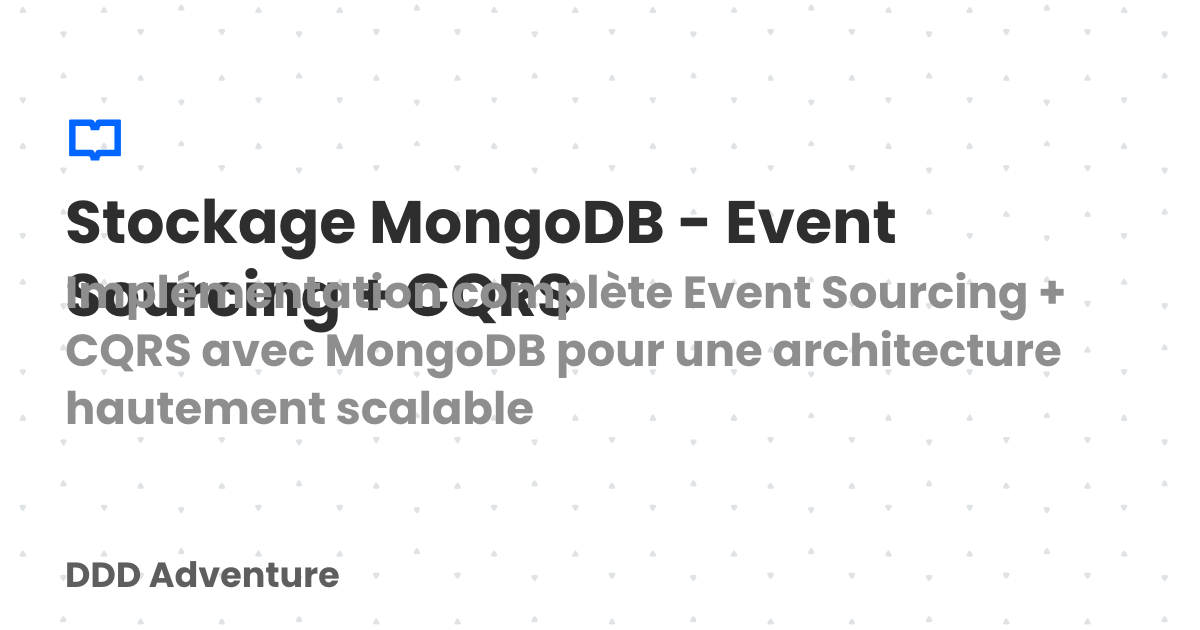 Stockage MongoDB - Event
Sourcing + CQRS
Implémentation complète Event Sourcing +
CQRS avec MongoDB pour une architecture
hautement scalable
DDD Adventure